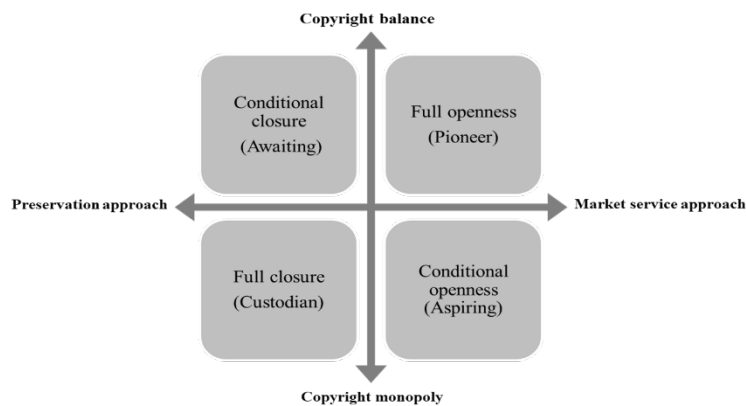 Copyright balance
Conditional
closure
(Awaiting)
Full openness
(Pioneer)
Preservation approach
Market service approach
Full closure
(Custodian)
Conditional
openness
(Aspiring)
Copyright monopoly